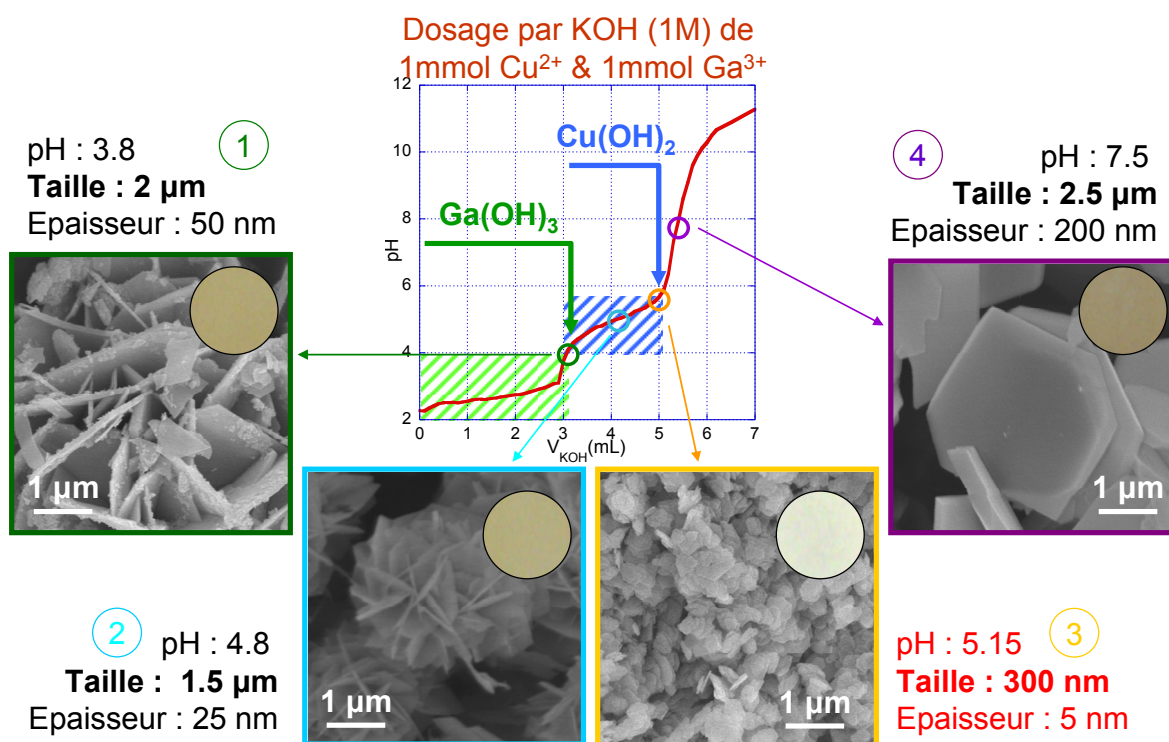 Dosage par KOH (1M) de
1mmol Cu²⁺ & 1mmol Ga³⁺
pH : 3.8
1
Taille : 2 µm
Epaisseur : 50 nm
1 µm
12
10
8
6
4
2
pH
Ga(OH)₃
Cu(OH)₂
0
1
2
3
4
5
6
7
V_KOH(mL)
4
pH : 7.5
Taille : 2.5 µm
Epaisseur : 200 nm
1 µm
2
pH : 4.8
Taille : 1.5 µm
Epaisseur : 25 nm
1 µm
1 µm
pH : 5.15
3
Taille : 300 nm
Epaisseur : 5 nm